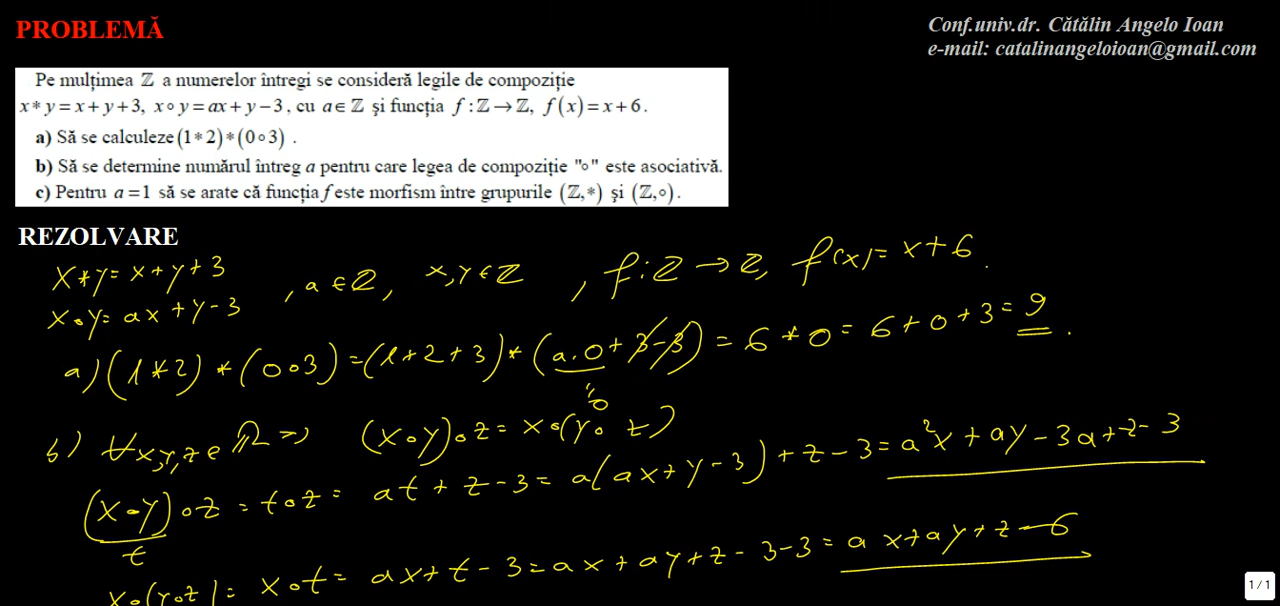 PROBLEMĂ
Conf.univ.dr. Cătălin Angelo Ioan
e-mail: catalinangeloioan@gmail.com
Pe mulțimea ℤ a numerelor întregi se consideră legile de compoziție
x * y = x + y + 3, x ∘ y = ax + y − 3, cu a ∈ ℤ și funcția f : ℤ → ℤ, f(x) = x + 6.
a) Să se calculeze (1 * 2) * (0 ∘ 3) .
b) Să se determine numărul întreg a pentru care legea de compoziție "∘" este asociativă.
c) Pentru a = 1 să se arate că funcția f este morfism între grupurile (ℤ,*) și (ℤ,∘).
REZOLVARE
x * y = x + y + 3
x ∘ y = ax + y − 3 , a ∈ ℤ, x, y ∈ ℤ , f : ℤ → ℤ, f(x) = x + 6.
a) (1 * 2) * (0 ∘ 3) = (1 + 2 + 3) * (a · 0 + 3 − 3) = 6 * 0 = 6 + 0 + 3 = 9.
0
b) ∀ x, y, z ∈ ℤ ⇒ (x ∘ y) ∘ z = x ∘ (y ∘ z)
(x ∘ y) ∘ z = t ∘ z = at + z − 3 = a(ax + y − 3) + z − 3 = a²x + ay − 3a + z − 3
t
x ∘ (y ∘ z) = x ∘ t = ax + t − 3 = ax + ay + z − 3 − 3 = ax + ay + z − 6
1/1